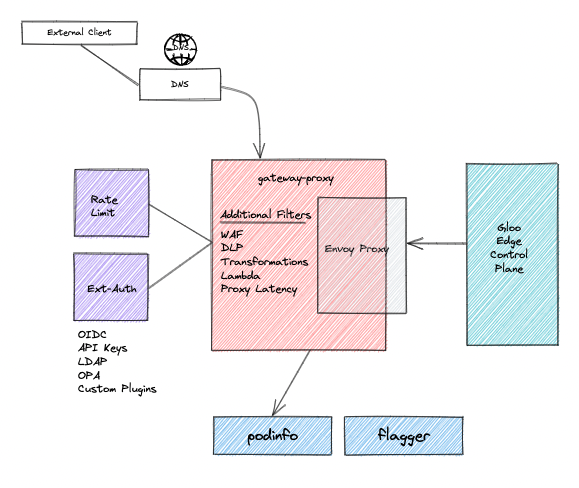 External Client
DNS
DNS
gateway-proxy
Rate
Limit
Additional Filters
WAF
DLP
Transformations
Lambda
Proxy Latency
Envoy Proxy
Gloo
Edge
Control
Plane
Ext-Auth
OIDC
API Keys
LDAP
OPA
Custom Plugins
podinfo
flagger